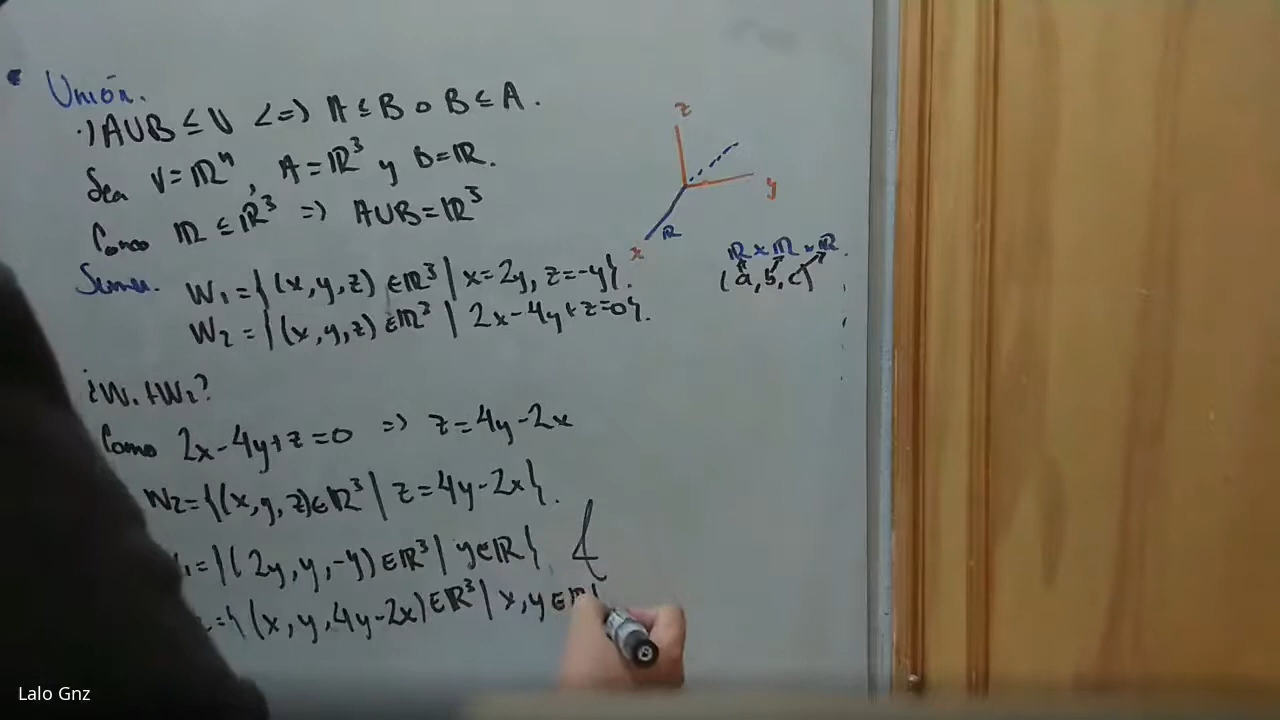 Unión.
·) A∪B ≤ V <=> A ≤ B o B ≤ A.
Sea V=ℝⁿ, A=ℝ³ y B=ℝ.
Como ℝ ≤ ℝ³ => A∪B=ℝ³
Suma. W₁={(x,y,z)∈ℝ³ | x=2y, z=-y}.
W₂={(x,y,z)∈ℝ³ | 2x-4y+z=0}.
¿W₁+W₂?
Como 2x-4y+z=0 => z=4y-2x
W₂={(x,y,z)∈ℝ³ | z=4y-2x}.
₁={(2y,y,-y)∈ℝ³ | y∈ℝ}
={(x,y,4y-2x)∈ℝ³ | x,y∈ℝ}
z
y
x
ℝ
ℝ×ℝ×ℝ.
(a,b,c)
Lalo Gnz